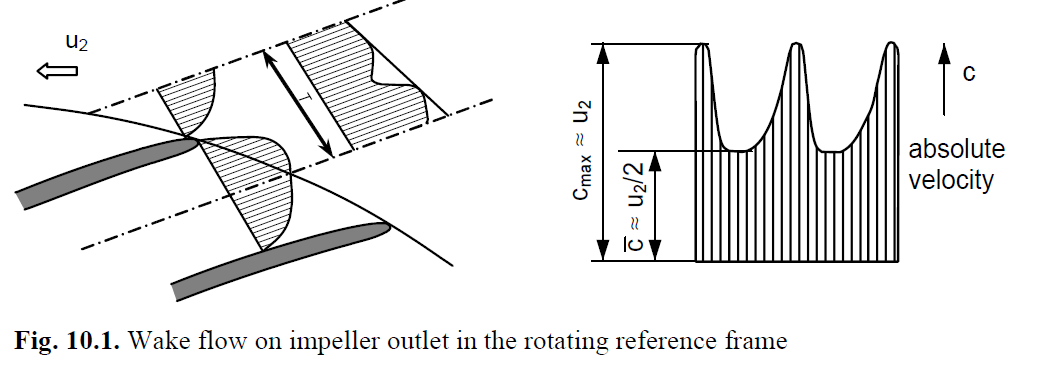 u₂
T
c_max ≈ u₂
c̅ ≈ u₂/2
c
absolute
velocity
Fig. 10.1. Wake flow on impeller outlet in the rotating reference frame